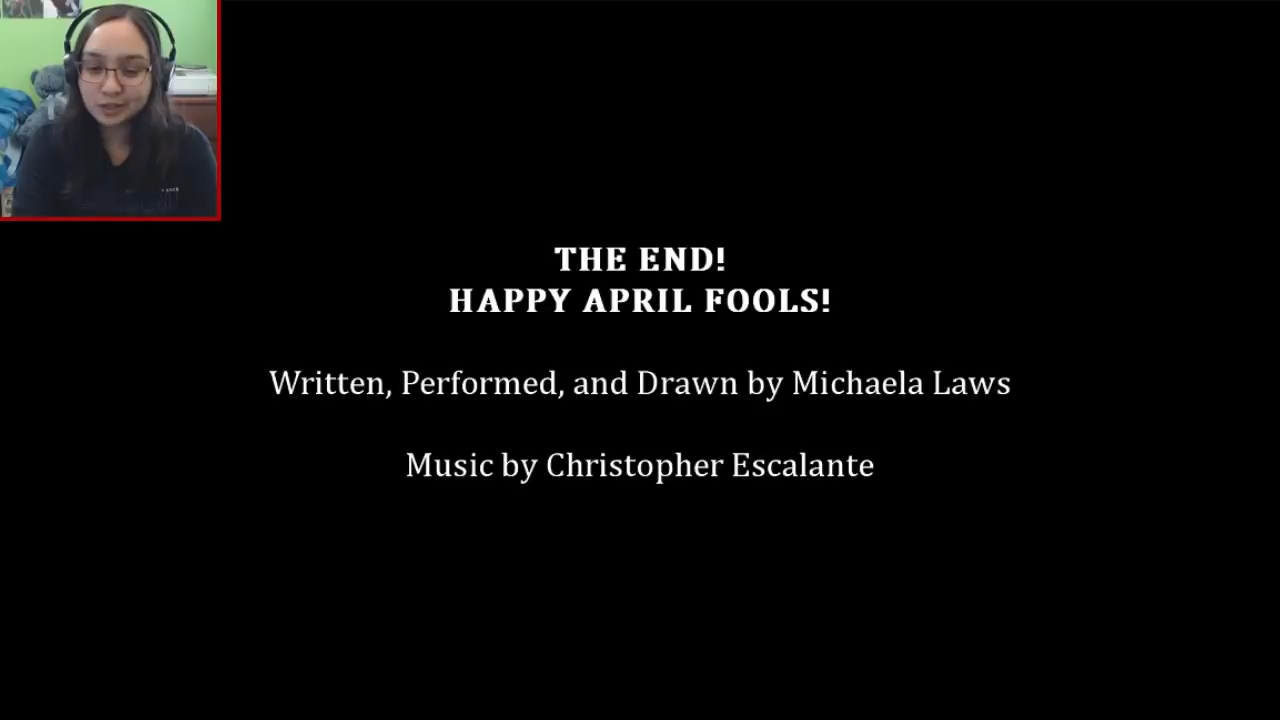 THE END!
HAPPY APRIL FOOLS!
Written, Performed, and Drawn by Michaela Laws
Music by Christopher Escalante